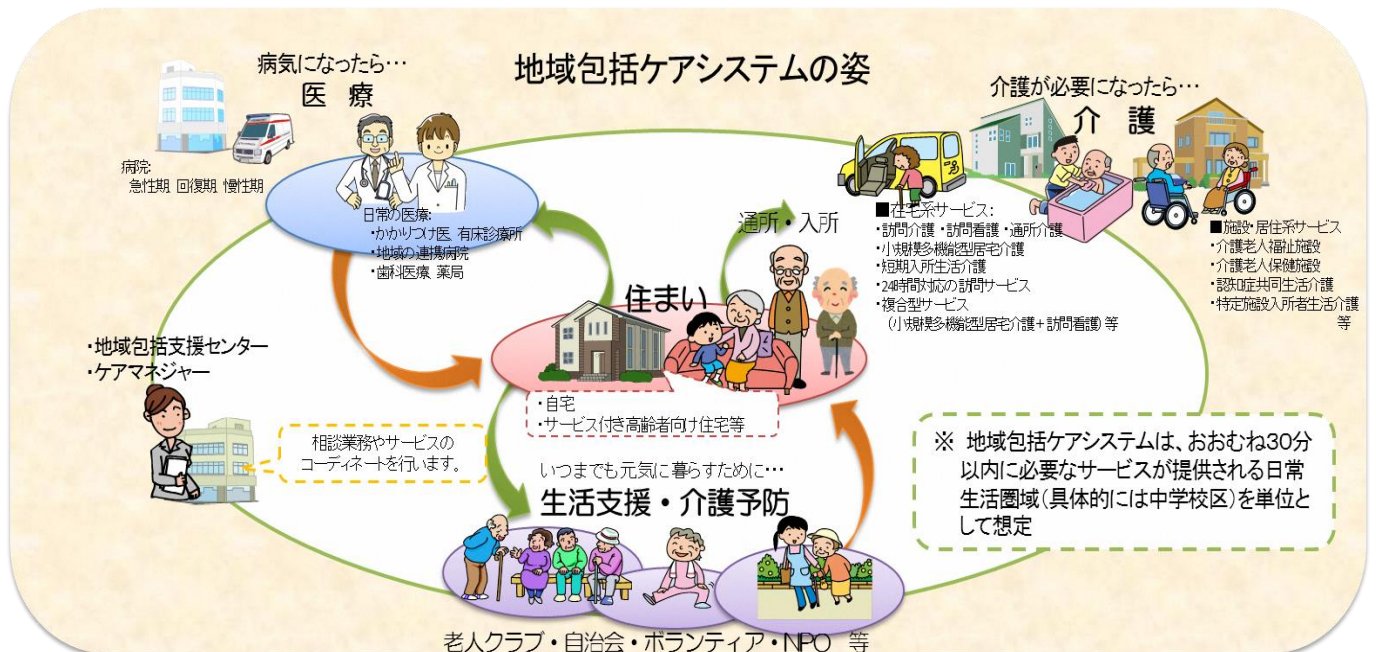 地域包括ケアシステムの姿
病気になったら…
医 療
病院:
急性期 回復期 慢性期
日常の医療:
・かかりつけ医 有床診療所
・地域の連携病院
・歯科医療 薬局
介護が必要になったら…
介 護
通所・入所
■在宅系サービス:
・訪問介護・訪問看護・通所介護
・小規模多機能型居宅介護
・短期入所生活介護
・24時間対応の訪問サービス
・複合型サービス
(小規模多機能型居宅介護+訪問看護)等
■施設・居住系サービス
・介護老人福祉施設
・介護老人保健施設
・認知症共同生活介護
・特定施設入所者生活介護
等
住まい
・自宅
・サービス付き高齢者向け住宅等
・地域包括支援センター
・ケアマネジャー
相談業務やサービスの
コーディネートを行います。
いつまでも元気に暮らすために…
生活支援・介護予防
老人クラブ・自治会・ボランティア・NPO 等
※ 地域包括ケアシステムは、おおむね30分
以内に必要なサービスが提供される日常
生活圏域(具体的には中学校区)を単位と
して想定